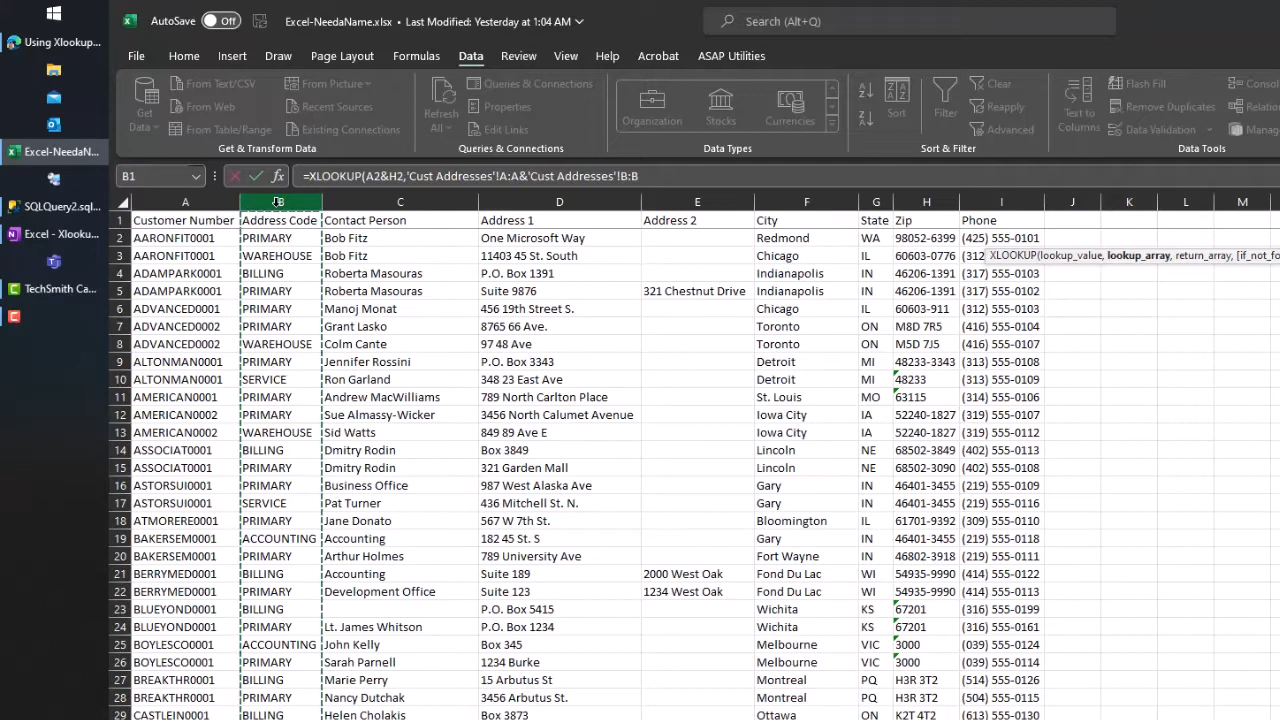 AutoSave Off Excel-NeedaName.xlsx • Last Modified: Yesterday at 1:04 AM Search (Alt+Q)
Using Xlookup...
File Home Insert Draw Page Layout Formulas Data Review View Help Acrobat ASAP Utilities
Get Data From Text/CSV From Picture Refresh All Queries & Connections Organization Stocks Currencies Sort Filter Clear Text to Columns Flash Fill Conso
From Web Recent Sources Properties Reapply Remove Duplicates Relation
From Table/Range Existing Connections Edit Links Advanced Data Validation Manag
Get & Transform Data Queries & Connections Data Types Sort & Filter Data Tools
Excel-NeedaN...
SQLQuery2.sql...
Excel - Xlooku...
TechSmith Ca...
B1 fx =XLOOKUP(A2&H2,'Cust Addresses'!A:A&'Cust Addresses'!B:B
A B C D E F G H I J K L M
1 Customer Number Address Code Contact Person Address 1 Address 2 City State Zip Phone
2 AARONFIT0001 PRIMARY Bob Fitz One Microsoft Way Redmond WA 98052-6399 (425) 555-0101
3 AARONFIT0001 WAREHOUSE Bob Fitz 11403 45 St. South Chicago IL 60603-0776 (312
XLOOKUP(lookup_value, lookup_array, return_array, [if_not_fo
4 ADAMPARK0001 BILLING Roberta Masouras P.O. Box 1391 Indianapolis IN 46206-1391 (317) 555-0103
5 ADAMPARK0001 PRIMARY Roberta Masouras Suite 9876 321 Chestnut Drive Indianapolis IN 46206-1391 (317) 555-0102
6 ADVANCED0001 PRIMARY Manoj Monat 456 19th Street S. Chicago IL 60603-911 (312) 555-0103
7 ADVANCED0002 PRIMARY Grant Lasko 8765 66 Ave. Toronto ON M8D 7R5 (416) 555-0104
8 ADVANCED0002 WAREHOUSE Colm Cante 97 48 Ave Toronto ON M5D 7J5 (416) 555-0107
9 ALTONMAN0001 PRIMARY Jennifer Rossini P.O. Box 3343 Detroit MI 48233-3343 (313) 555-0108
10 ALTONMAN0001 SERVICE Ron Garland 348 23 East Ave Detroit MI 48233 (313) 555-0109
11 AMERICAN0001 PRIMARY Andrew MacWilliams 789 North Carlton Place St. Louis MO 63115 (314) 555-0106
12 AMERICAN0002 PRIMARY Sue Almassy-Wicker 3456 North Calumet Avenue Iowa City IA 52240-1827 (319) 555-0107
13 AMERICAN0002 WAREHOUSE Sid Watts 849 89 Ave E Iowa City IA 52240-1827 (319) 555-0112
14 ASSOCIAT0001 BILLING Dmitry Rodin Box 3849 Lincoln NE 68502-3849 (402) 555-0113
15 ASSOCIAT0001 PRIMARY Dmitry Rodin 321 Garden Mall Lincoln NE 68502-3090 (402) 555-0108
16 ASTORSUI0001 PRIMARY Business Office 987 West Alaska Ave Gary IN 46401-3455 (219) 555-0109
17 ASTORSUI0001 SERVICE Pat Turner 436 Mitchell St. N. Gary IN 46401-3455 (219) 555-0116
18 ATMORERE0001 PRIMARY Jane Donato 567 W 7th St. Bloomington IL 61701-9392 (309) 555-0110
19 BAKERSEM0001 ACCOUNTING Accounting 182 45 St. S Gary IN 46401-3455 (219) 555-0118
20 BAKERSEM0001 PRIMARY Arthur Holmes 789 University Ave Fort Wayne IN 46802-3918 (219) 555-0111
21 BERRYMED0001 BILLING Accounting Suite 189 2000 West Oak Fond Du Lac WI 54935-9990 (414) 555-0122
22 BERRYMED0001 PRIMARY Development Office Suite 123 1234 West Oak Fond Du Lac WI 54935-9990 (414) 555-0113
23 BLUEYOND0001 BILLING P.O. Box 5415 Wichita KS 67201 (316) 555-0199
24 BLUEYOND0001 PRIMARY Lt. James Whitson P.O. Box 1234 Wichita KS 67201 (316) 555-0161
25 BOYLESCO0001 ACCOUNTING John Kelly Box 345 Melbourne VIC 3000 (039) 555-0124
26 BOYLESCO0001 PRIMARY Sarah Parnell 1234 Burke Melbourne VIC 3000 (039) 555-0114
27 BREAKTHR0001 BILLING Marie Perry 15 Arbutus St Montreal PQ H3R 3T2 (514) 555-0126
28 BREAKTHR0001 PRIMARY Nancy Dutchak 3456 Arbutus St. Montreal PQ H3R 3T2 (504) 555-0115
29 CASTLEIN0001 BILLING Helen Cholakis Box 3873 Ottawa ON K2T 4T2 (613) 555-0130